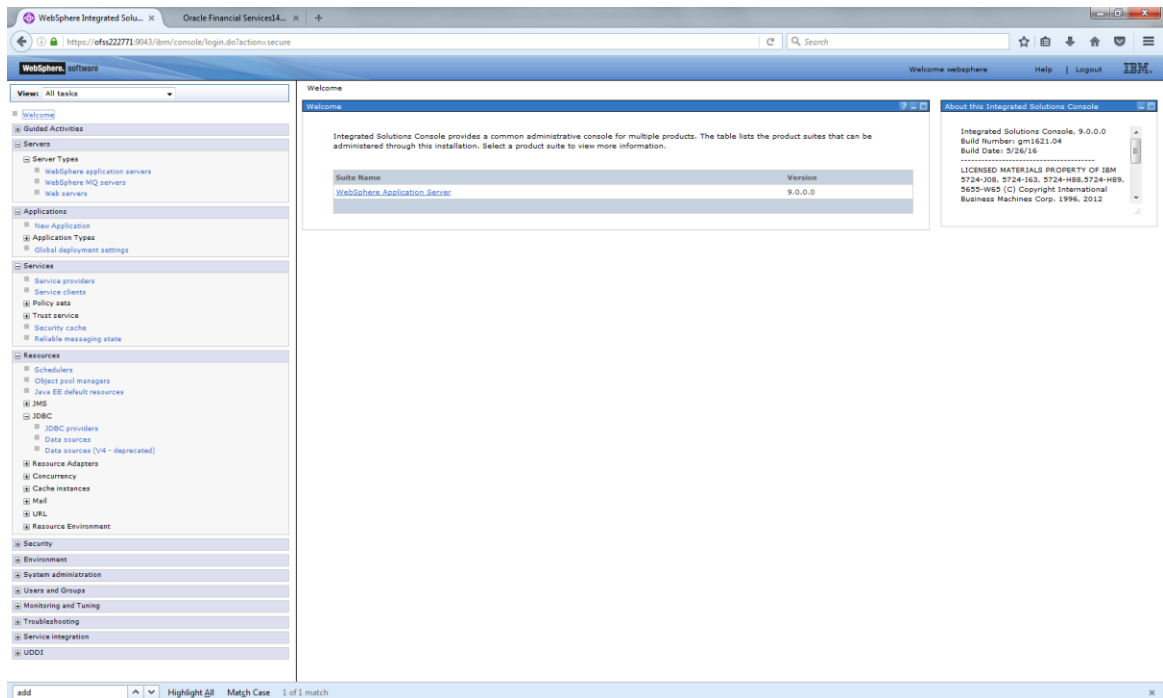 WebSphere Integrated Solu... ×
Oracle Financial Services14... ×
+
https://ofss222771:9043/ibm/console/login.do?action=secure
Search
WebSphere. software
Welcome websphere
Help | Logout
IBM.
View: All tasks
Welcome
Guided Activities
Servers
Server Types
WebSphere application servers
WebSphere MQ servers
Web servers
Applications
New Application
Application Types
Global deployment settings
Services
Service providers
Service clients
Policy sets
Trust service
Security cache
Reliable messaging state
Resources
Schedulers
Object pool managers
Java EE default resources
JMS
JDBC
JDBC providers
Data sources
Data sources (V4 - deprecated)
Resource Adapters
Concurrency
Cache instances
Mail
URL
Resource Environment
Security
Environment
System administration
Users and Groups
Monitoring and Tuning
Troubleshooting
Service integration
UDDI
Welcome
Welcome
Integrated Solutions Console provides a common administrative console for multiple products. The table lists the product suites that can be
administered through this installation. Select a product suite to view more information.
Suite Name Version
WebSphere Application Server 9.0.0.0
About this Integrated Solutions Console
Integrated Solutions Console, 9.0.0.0
Build Number: gm1621.04
Build Date: 5/26/16
----------------------------------------
LICENSED MATERIALS PROPERTY OF IBM
5724-J08, 5724-I63, 5724-H88,5724-H89,
5655-W65 (C) Copyright International
Business Machines Corp. 1996, 2012
add
Highlight All Match Case 1 of 1 match